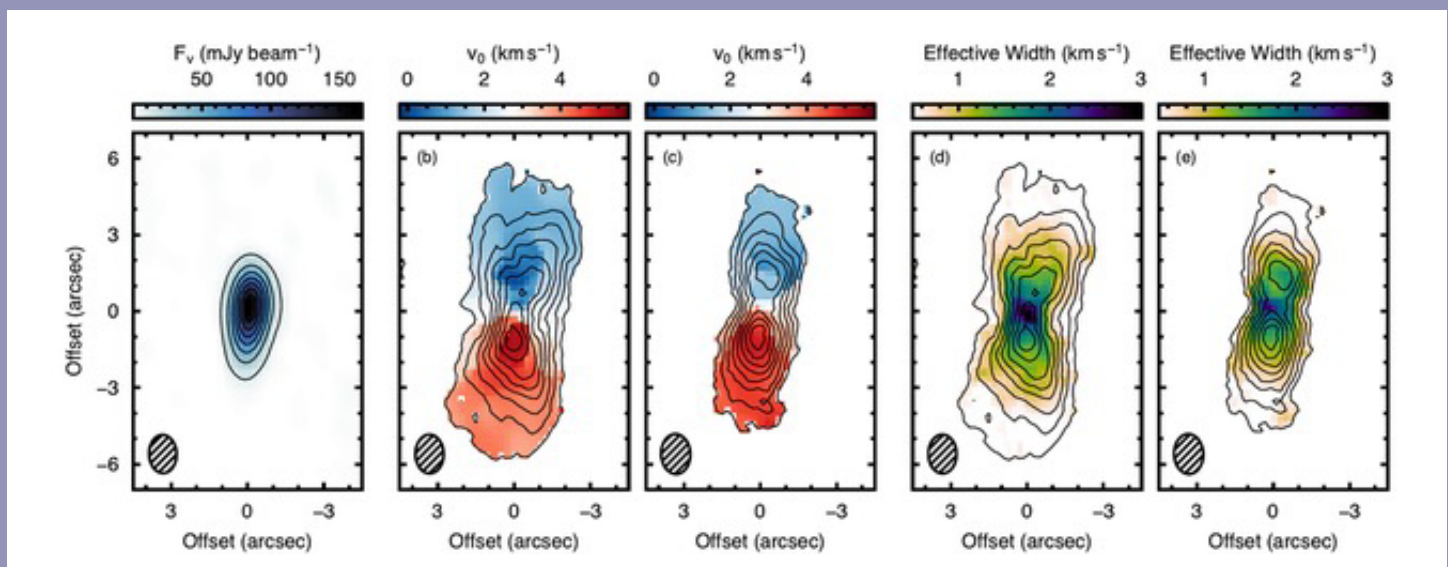 Fν (mJy beam−1)
50 100 150
v0 (km s−1)
0 2 4
v0 (km s−1)
0 2 4
Effective Width (km s−1)
1 2 3
Effective Width (km s−1)
1 2 3
(b)
(c)
(d)
(e)
Offset (arcsec)
6
3
0
−3
−6
3 0 −3
3 0 −3
3 0 −3
3 0 −3
3 0 −3
Offset (arcsec)
Offset (arcsec)
Offset (arcsec)
Offset (arcsec)
Offset (arcsec)